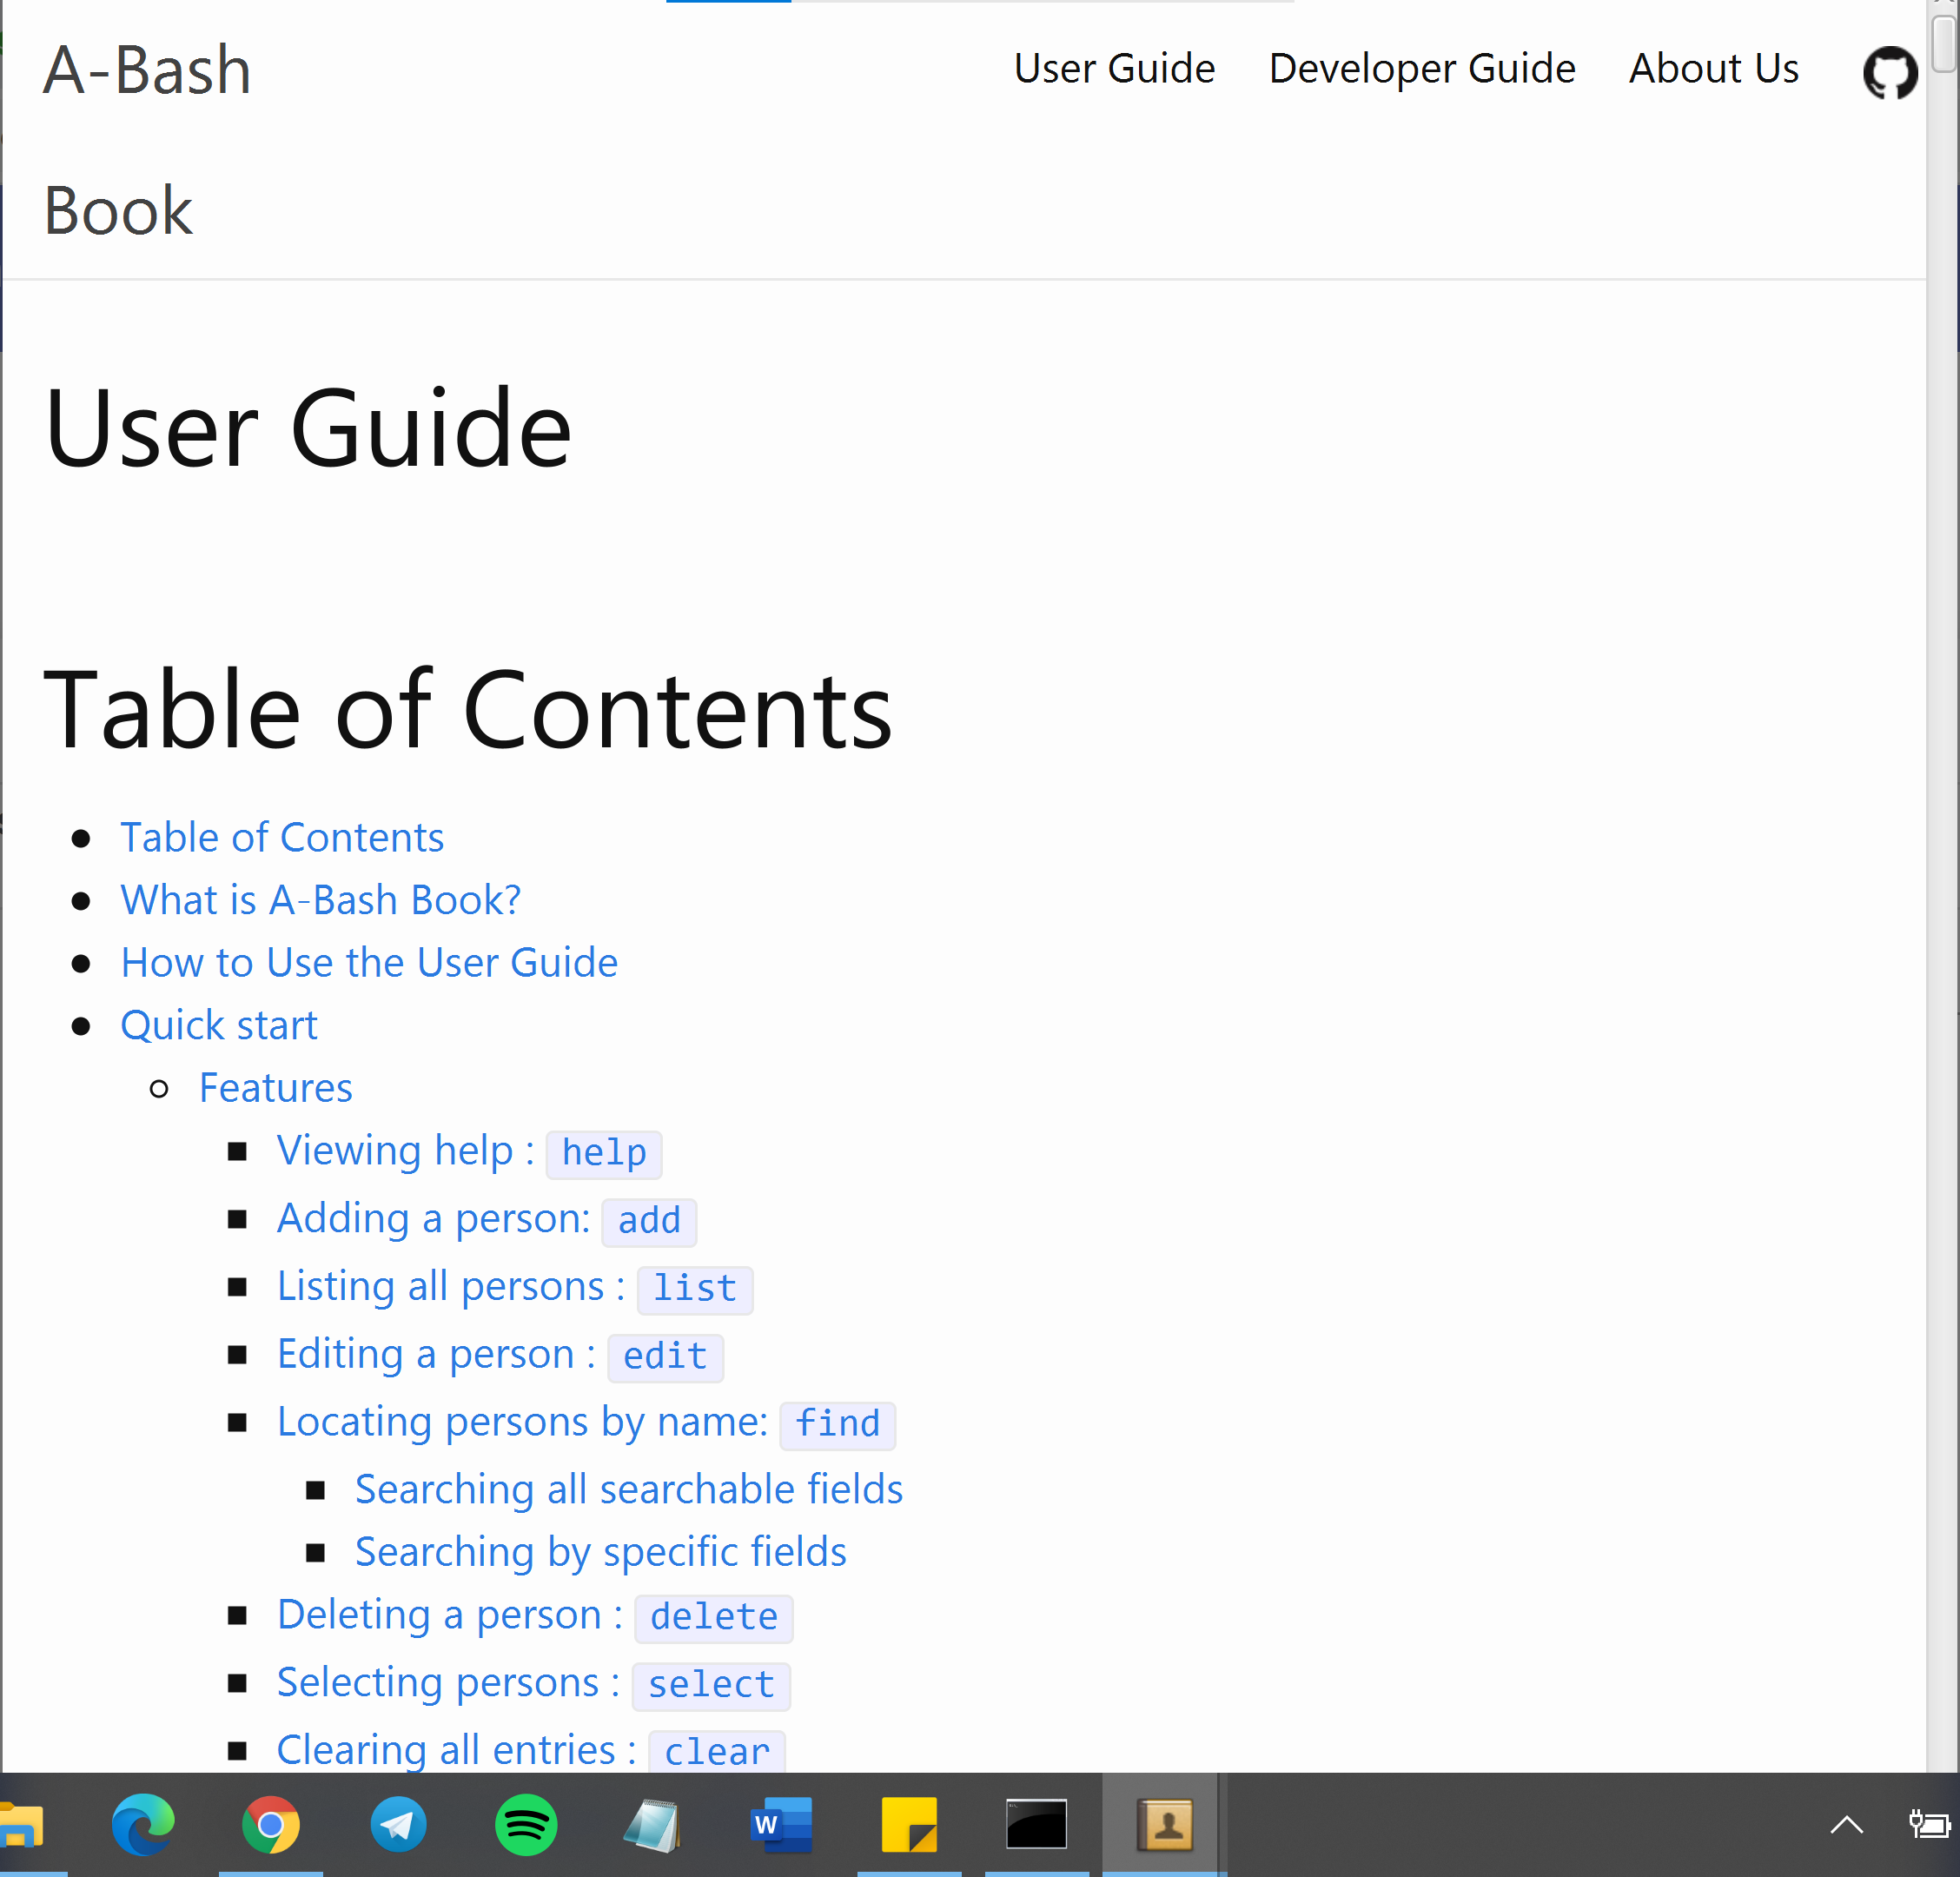 A-Bash
Book
User Guide Developer Guide About Us
User Guide
Table of Contents
Table of Contents
What is A-Bash Book?
How to Use the User Guide
Quick start
Features
Viewing help : help
Adding a person: add
Listing all persons : list
Editing a person : edit
Locating persons by name: find
Searching all searchable fields
Searching by specific fields
Deleting a person : delete
Selecting persons : select
Clearing all entries : clear
W